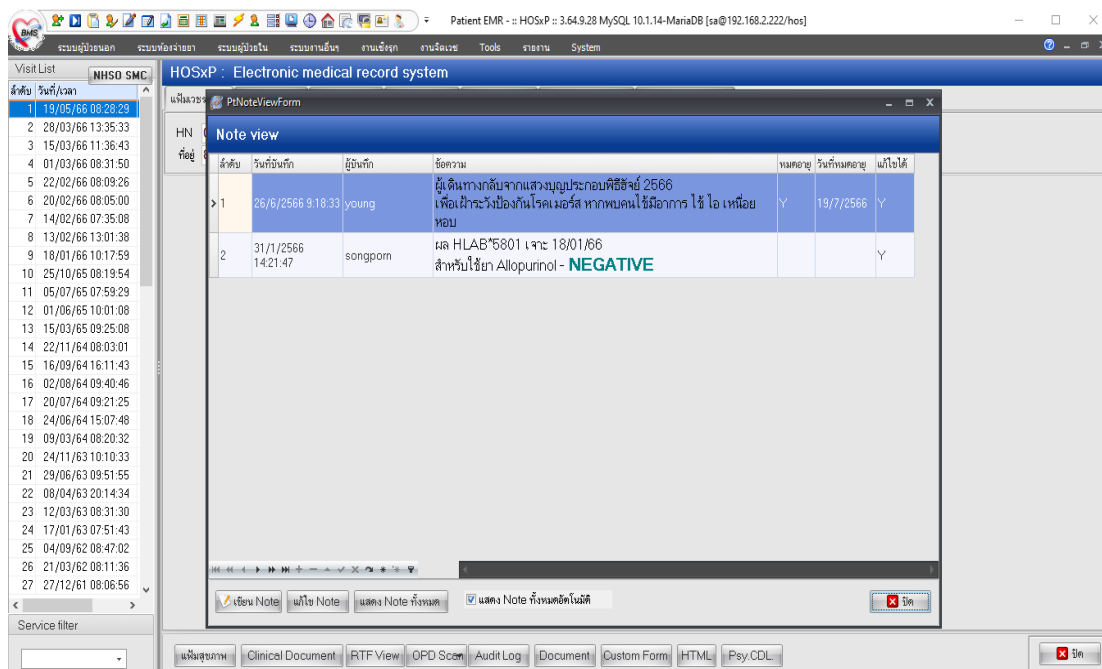 BMS
Patient EMR - :: HOSxP :: 3.64.9.28 MySQL 10.1.14-MariaDB [sa@192.168.2.222/hos]
ระบบผู้ป่วยนอก ระบบห้องจ่ายยา ระบบผู้ป่วยใน ระบบงานอื่นๆ งานเชิงรุก งานจิตเวช Tools รายงาน System
Visit List
NHSO SMC
HOSxP : Electronic medical record system
ลำดับ วันที่/เวลา
1 19/05/66 08:28:29
2 28/03/66 13:35:33
3 15/03/66 11:36:43
4 01/03/66 08:31:50
5 22/02/66 08:09:26
6 20/02/66 08:05:00
7 14/02/66 07:35:08
8 13/02/66 13:01:38
9 18/01/66 10:17:59
10 25/10/65 08:19:54
11 05/07/65 07:59:29
12 01/06/65 10:01:08
13 15/03/65 09:25:08
14 22/11/64 08:03:01
15 16/09/64 16:11:43
16 02/08/64 09:40:46
17 20/07/64 09:21:25
18 24/06/64 15:07:48
19 09/03/64 08:20:32
20 24/11/63 10:10:33
21 29/06/63 09:51:55
22 08/04/63 20:14:34
23 12/03/63 08:31:30
24 17/01/63 07:51:43
25 04/09/62 08:47:02
26 21/03/62 08:11:36
27 27/12/61 08:06:56
Service filter
แฟ้มเวชร
HN
ที่อยู่
PtNoteViewForm
Note view
ลำดับ วันที่บันทึก ผู้บันทึก ข้อความ หมดอายุ วันที่หมดอายุ แก้ไขได้
1 26/6/2566 9:18:33 young ผู้เดินทางกลับจากแสวงบุญประกอบพิธีฮัจย์ 2566 Y 19/7/2566 Y
เพื่อเฝ้าระวังป้องกันโรคเมอร์ส หากพบคนไข้มีอาการ ไข้ ไอ เหนื่อย
หอบ
2 31/1/2566 14:21:47 songporn ผล HLAB*5801 เจาะ 18/01/66 Y
สำหรับใช้ยา Allopurinol - NEGATIVE
เขียน Note แก้ไข Note แสดง Note ทั้งหมด แสดง Note ทั้งหมดอัตโนมัติ ปิด
แฟ้มสุขภาพ Clinical Document RTF View OPD Scan Audit Log Document Custom Form HTML Psy.CDL. ปิด